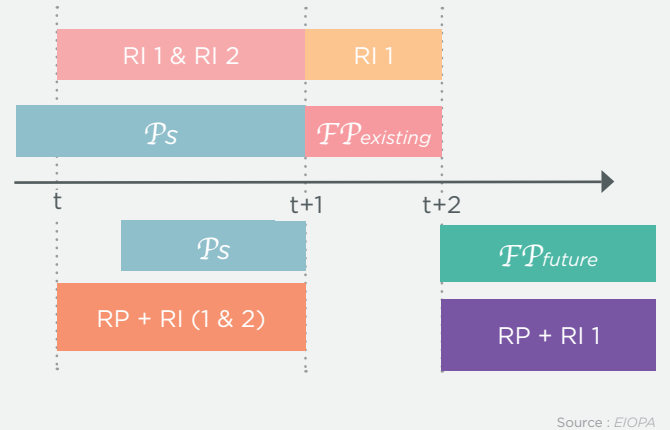 RI 1 & RI 2 RI 1
𝒫s ℱ𝒫existing
t t+1 t+2
𝒫s ℱ𝒫future
RP + RI (1 & 2) RP + RI 1
Source : EIOPA